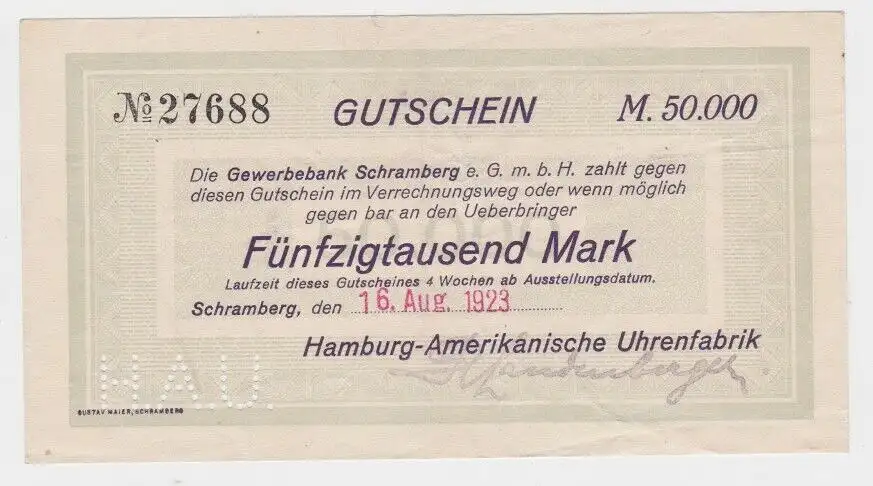 № 27688 GUTSCHEIN M. 50.000
Die Gewerbebank Schramberg e. G. m. b. H. zahlt gegen
diesen Gutschein im Verrechnungsweg oder wenn möglich
gegen bar an den Ueberbringer
Fünfzigtausend Mark
Laufzeit dieses Gutscheines 4 Wochen ab Ausstellungsdatum.
Schramberg, den 16. Aug. 1923
Hamburg-Amerikanische Uhrenfabrik
H.A.U.
GUSTAV MAIER, SCHRAMBERG